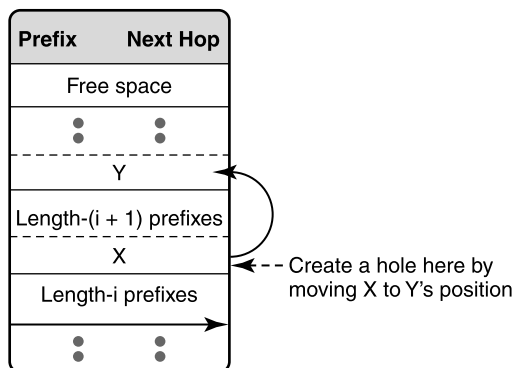 Prefix Next Hop
Free space
Y
Length-(i + 1) prefixes
X
Create a hole here by
moving X to Y's position
Length-i prefixes